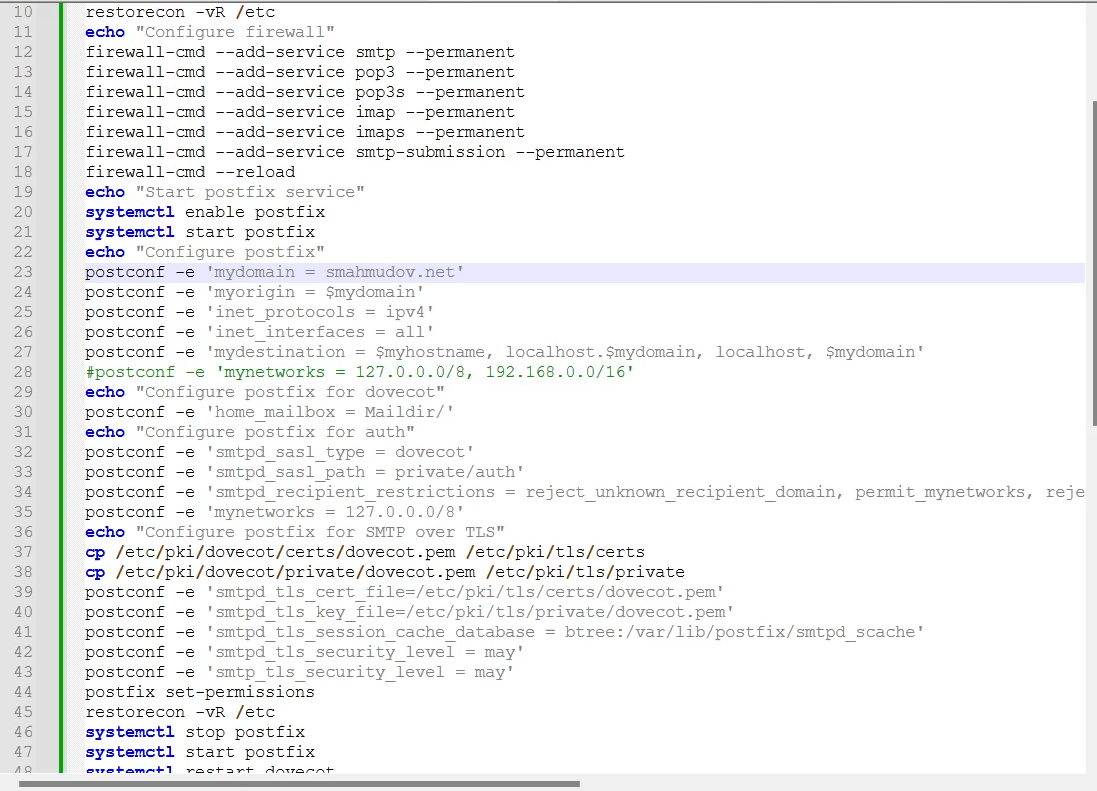 10 restorecon -vR /etc
11 echo "Configure firewall"
12 firewall-cmd --add-service smtp --permanent
13 firewall-cmd --add-service pop3 --permanent
14 firewall-cmd --add-service pop3s --permanent
15 firewall-cmd --add-service imap --permanent
16 firewall-cmd --add-service imaps --permanent
17 firewall-cmd --add-service smtp-submission --permanent
18 firewall-cmd --reload
19 echo "Start postfix service"
20 systemctl enable postfix
21 systemctl start postfix
22 echo "Configure postfix"
23 postconf -e 'mydomain = smahmudov.net'
24 postconf -e 'myorigin = $mydomain'
25 postconf -e 'inet_protocols = ipv4'
26 postconf -e 'inet_interfaces = all'
27 postconf -e 'mydestination = $myhostname, localhost.$mydomain, localhost, $mydomain'
28 #postconf -e 'mynetworks = 127.0.0.0/8, 192.168.0.0/16'
29 echo "Configure postfix for dovecot"
30 postconf -e 'home_mailbox = Maildir/'
31 echo "Configure postfix for auth"
32 postconf -e 'smtpd_sasl_type = dovecot'
33 postconf -e 'smtpd_sasl_path = private/auth'
34 postconf -e 'smtpd_recipient_restrictions = reject_unknown_recipient_domain, permit_mynetworks, reje
35 postconf -e 'mynetworks = 127.0.0.0/8'
36 echo "Configure postfix for SMTP over TLS"
37 cp /etc/pki/dovecot/certs/dovecot.pem /etc/pki/tls/certs
38 cp /etc/pki/dovecot/private/dovecot.pem /etc/pki/tls/private
39 postconf -e 'smtpd_tls_cert_file=/etc/pki/tls/certs/dovecot.pem'
40 postconf -e 'smtpd_tls_key_file=/etc/pki/tls/private/dovecot.pem'
41 postconf -e 'smtpd_tls_session_cache_database = btree:/var/lib/postfix/smtpd_scache'
42 postconf -e 'smtpd_tls_security_level = may'
43 postconf -e 'smtp_tls_security_level = may'
44 postfix set-permissions
45 restorecon -vR /etc
46 systemctl stop postfix
47 systemctl start postfix
48 systemctl restart dovecot